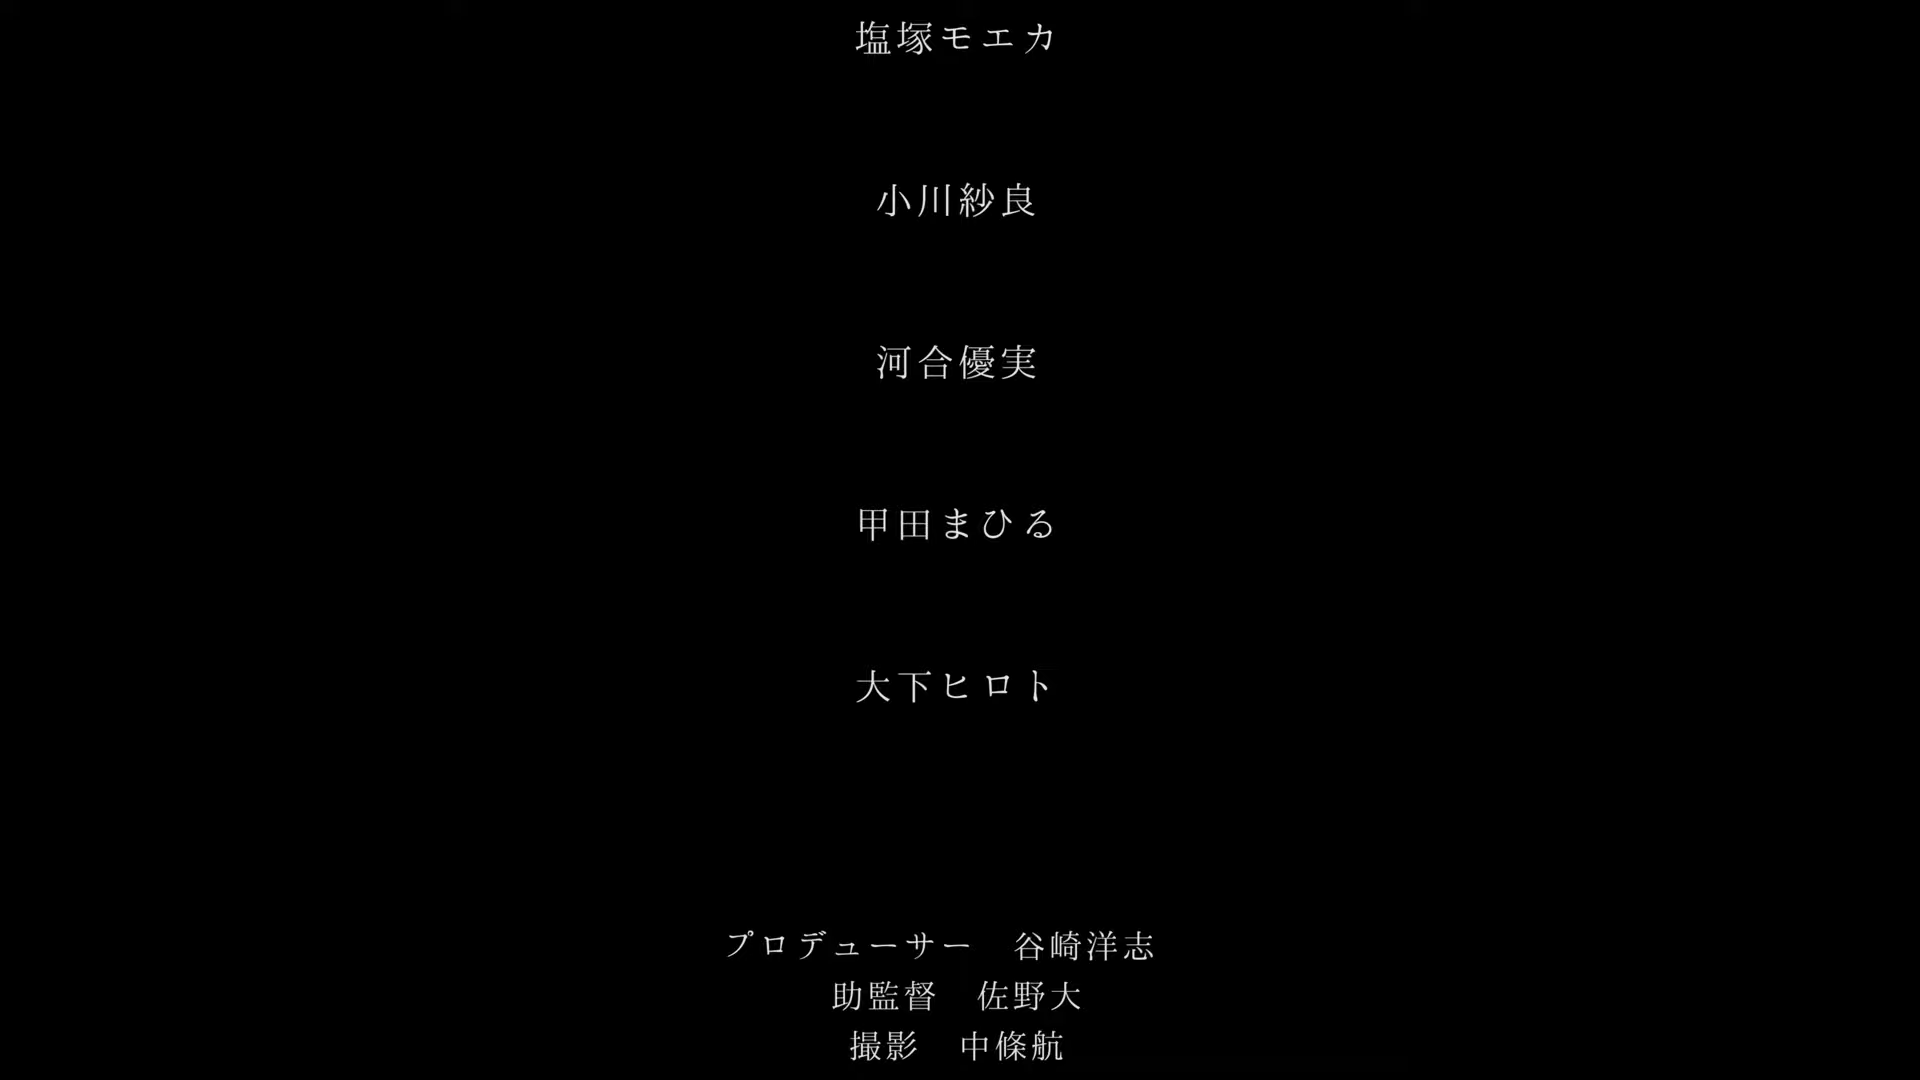 塩塚モエカ
小川紗良
河合優実
甲田まひる
大下ヒロト
プロデューサー　谷崎洋志
助監督　佐野大
撮影　中條航